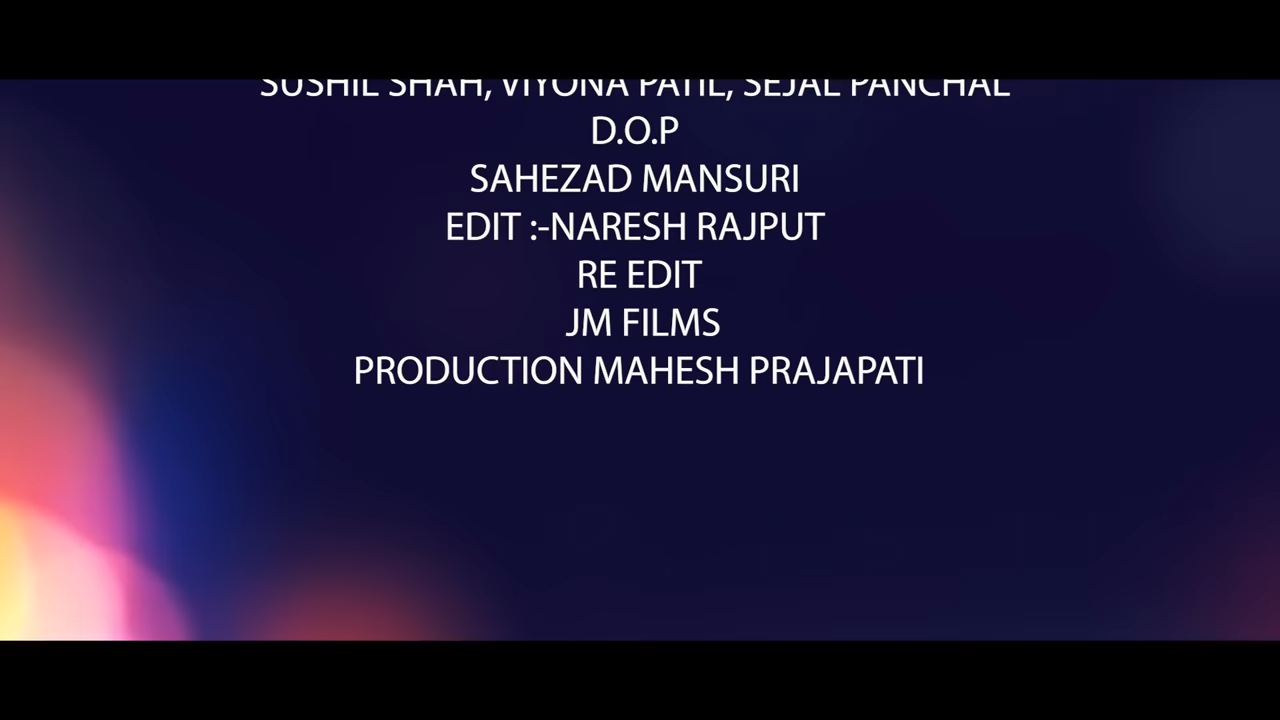 SUSHIL SHAH, VIYONA PATIL, SEJAL PANCHAL
D.O.P
SAHEZAD MANSURI
EDIT :-NARESH RAJPUT
RE EDIT
JM FILMS
PRODUCTION MAHESH PRAJAPATI